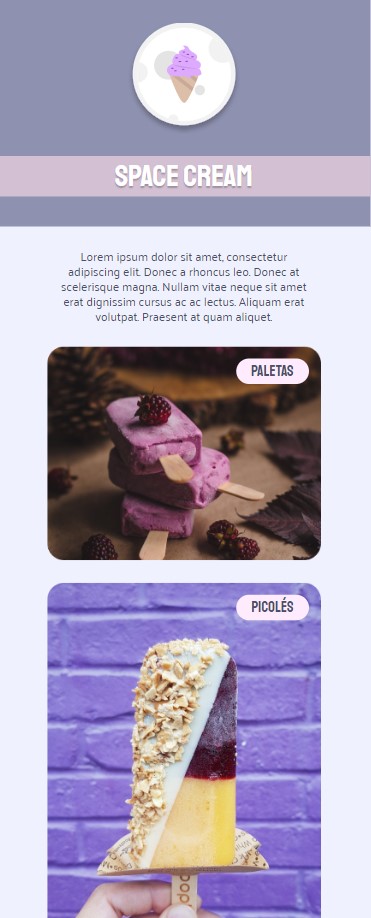 SPACE CREAM
Lorem ipsum dolor sit amet, consectetur
adipiscing elit. Donec a rhoncus leo. Donec at
scelerisque magna. Nullam vitae neque sit amet
erat dignissim cursus ac ac lectus. Aliquam erat
volutpat. Praesent at quam aliquet.
PALETAS
PICOLÉS